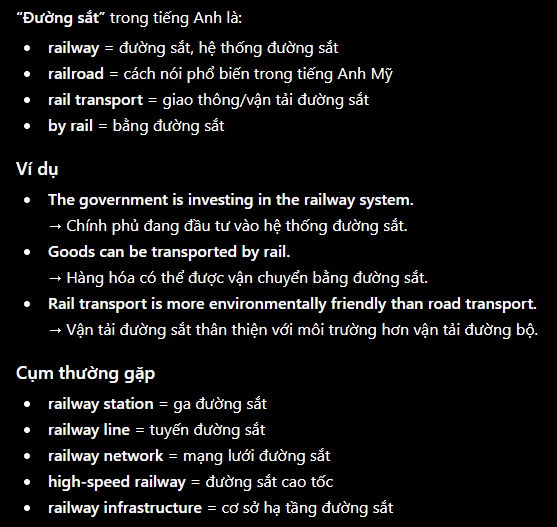 “Đường sắt” trong tiếng Anh là:
• railway = đường sắt, hệ thống đường sắt
• railroad = cách nói phổ biến trong tiếng Anh Mỹ
• rail transport = giao thông/vận tải đường sắt
• by rail = bằng đường sắt
Ví dụ
• The government is investing in the railway system.
→ Chính phủ đang đầu tư vào hệ thống đường sắt.
• Goods can be transported by rail.
→ Hàng hóa có thể được vận chuyển bằng đường sắt.
• Rail transport is more environmentally friendly than road transport.
→ Vận tải đường sắt thân thiện với môi trường hơn vận tải đường bộ.
Cụm thường gặp
• railway station = ga đường sắt
• railway line = tuyến đường sắt
• railway network = mạng lưới đường sắt
• high-speed railway = đường sắt cao tốc
• railway infrastructure = cơ sở hạ tầng đường sắt